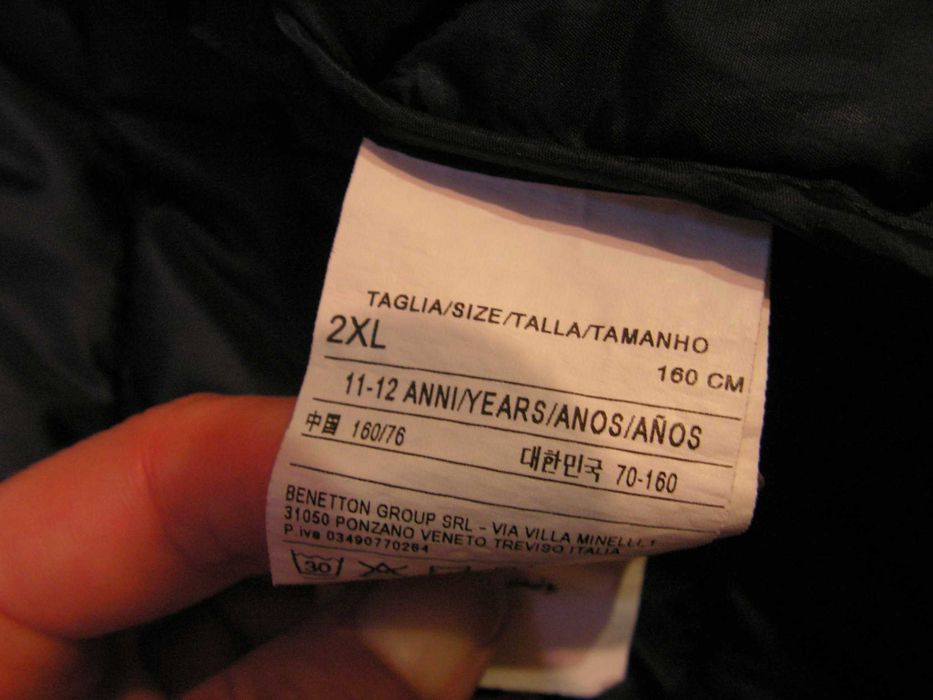 TAGLIA/SIZE/TALLA/TAMANHO
2XL
160 CM
11-12 ANNI/YEARS/ANOS/AÑOS
中国 160/76
대한민국 70-160
BENETTON GROUP SRL - VIA VILLA MINELLI, 1
31050 PONZANO VENETO TREVISO ITALIA
P.iva 03490770264
30